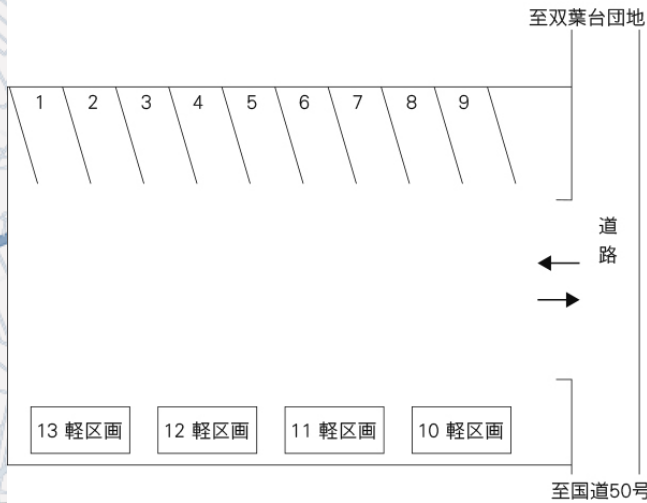 至双葉台団地
1 2 3 4 5 6 7 8 9
道
路
13 軽区画 12 軽区画 11 軽区画 10 軽区画
至国道50号